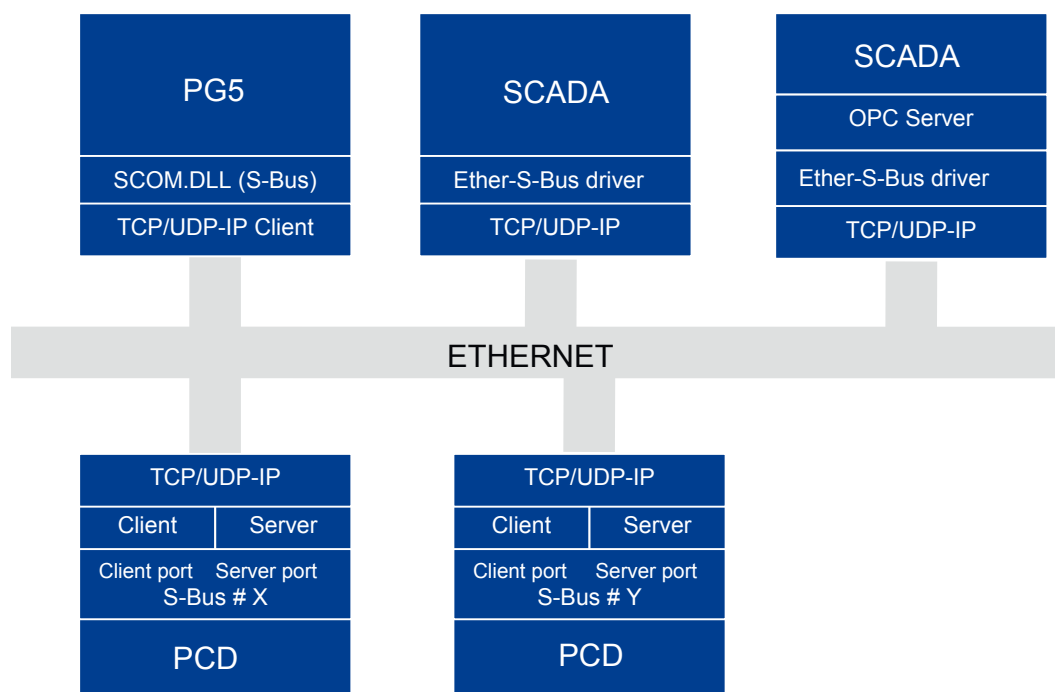 PG5
SCOM.DLL (S-Bus)
TCP/UDP-IP Client
SCADA
Ether-S-Bus driver
TCP/UDP-IP
SCADA
OPC Server
Ether-S-Bus driver
TCP/UDP-IP
ETHERNET
TCP/UDP-IP
Client Server
Client port Server port
S-Bus # X
PCD
TCP/UDP-IP
Client Server
Client port Server port
S-Bus # Y
PCD